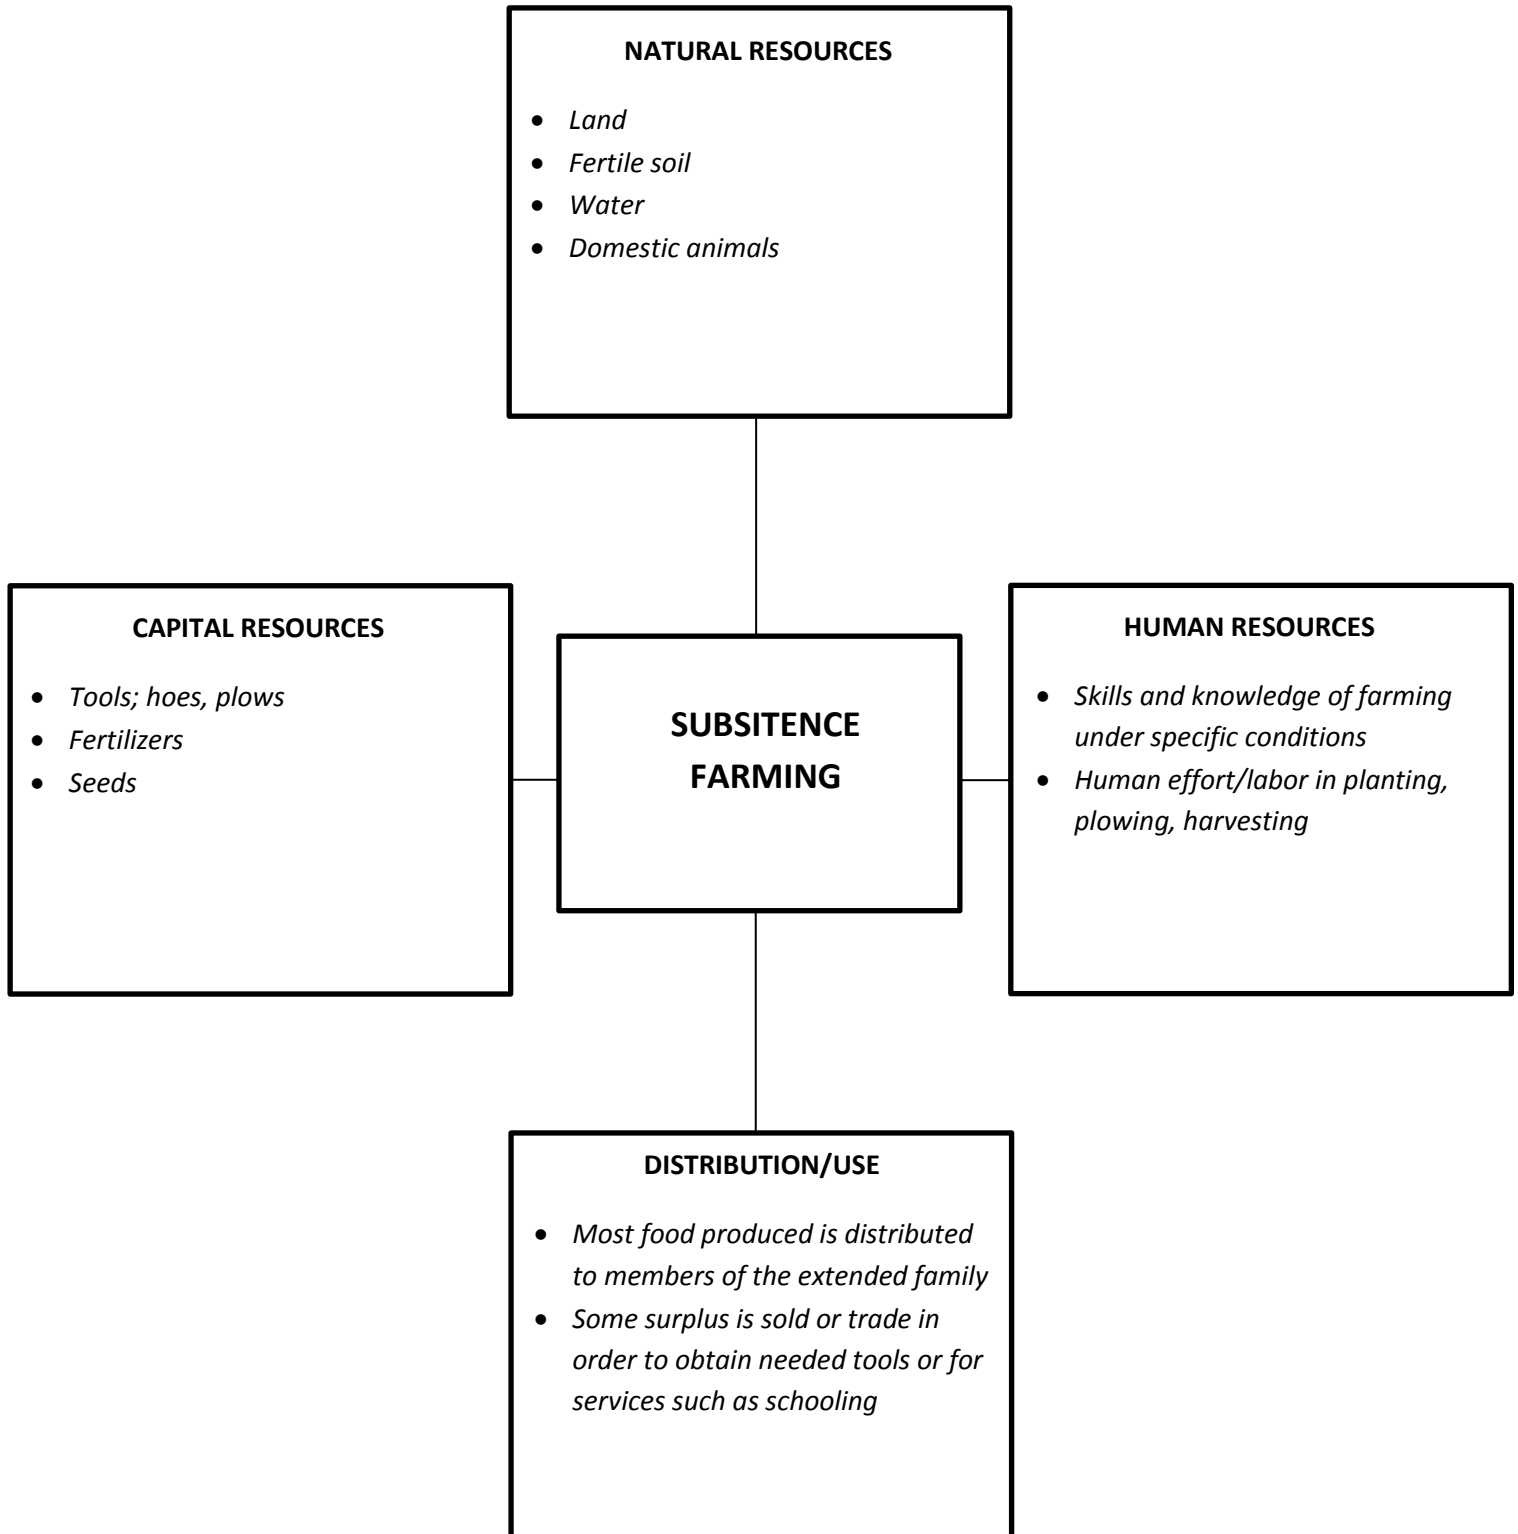 NATURAL RESOURCES
• Land
• Fertile soil
• Water
• Domestic animals
CAPITAL RESOURCES
• Tools; hoes, plows
• Fertilizers
• Seeds
SUBSITENCE
FARMING
HUMAN RESOURCES
• Skills and knowledge of farming
under specific conditions
• Human effort/labor in planting,
plowing, harvesting
DISTRIBUTION/USE
• Most food produced is distributed
to members of the extended family
• Some surplus is sold or trade in
order to obtain needed tools or for
services such as schooling